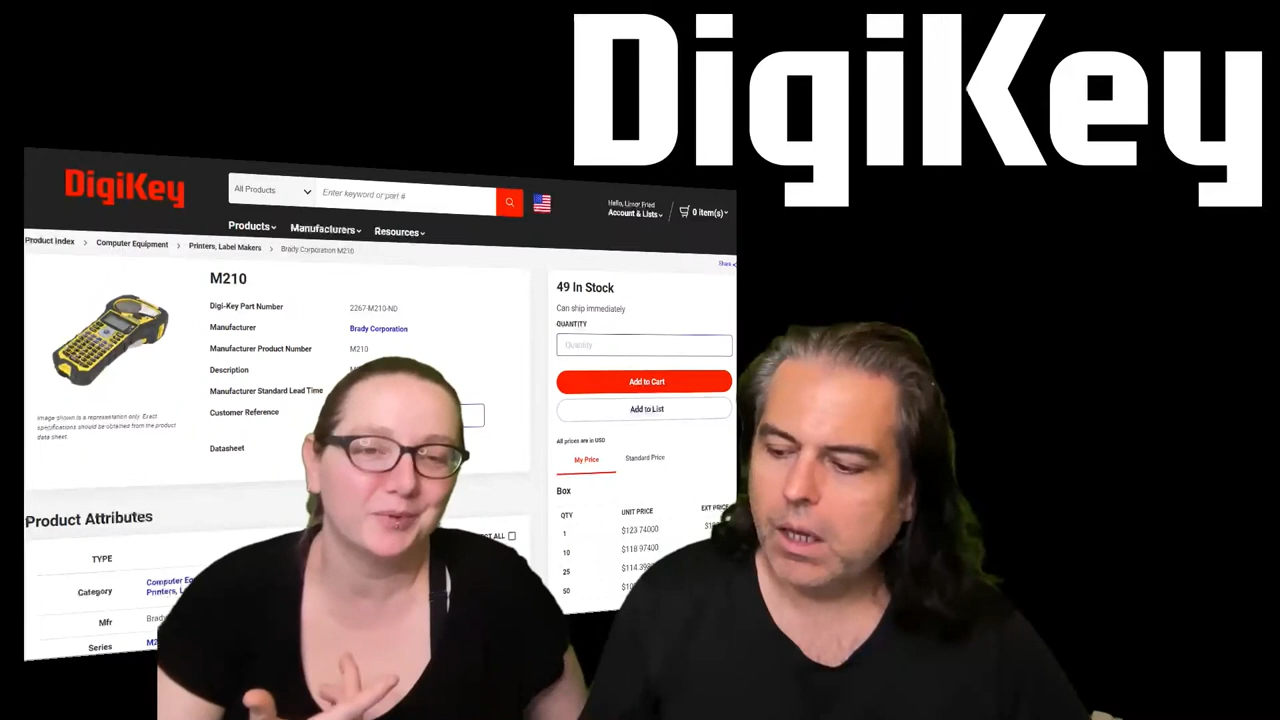 DigiKey
DigiKey
All Products
Enter keyword or part #
Hello, Limor Fried
Account & Lists
0 item(s)
Products
Manufacturers
Resources
Product Index > Computer Equipment > Printers, Label Makers > Brady Corporation M210
Share
M210
Digi-Key Part Number 2267-M210-ND
Manufacturer Brady Corporation
Manufacturer Product Number M210
Description
Manufacturer Standard Lead Time
Customer Reference
Datasheet
Image shown is a representation only. Exact
specifications should be obtained from the product
data sheet.
49 In Stock
Can ship immediately
QUANTITY
Quantity
Add to Cart
Add to List
All prices are in USD
My Price
Standard Price
Box
QTY UNIT PRICE EXT PRICE
1 $123.74000
10 $118.97400
25
50
Product Attributes
TYPE
ALL
Category Computer
Printers,
Mfr Brady
Series